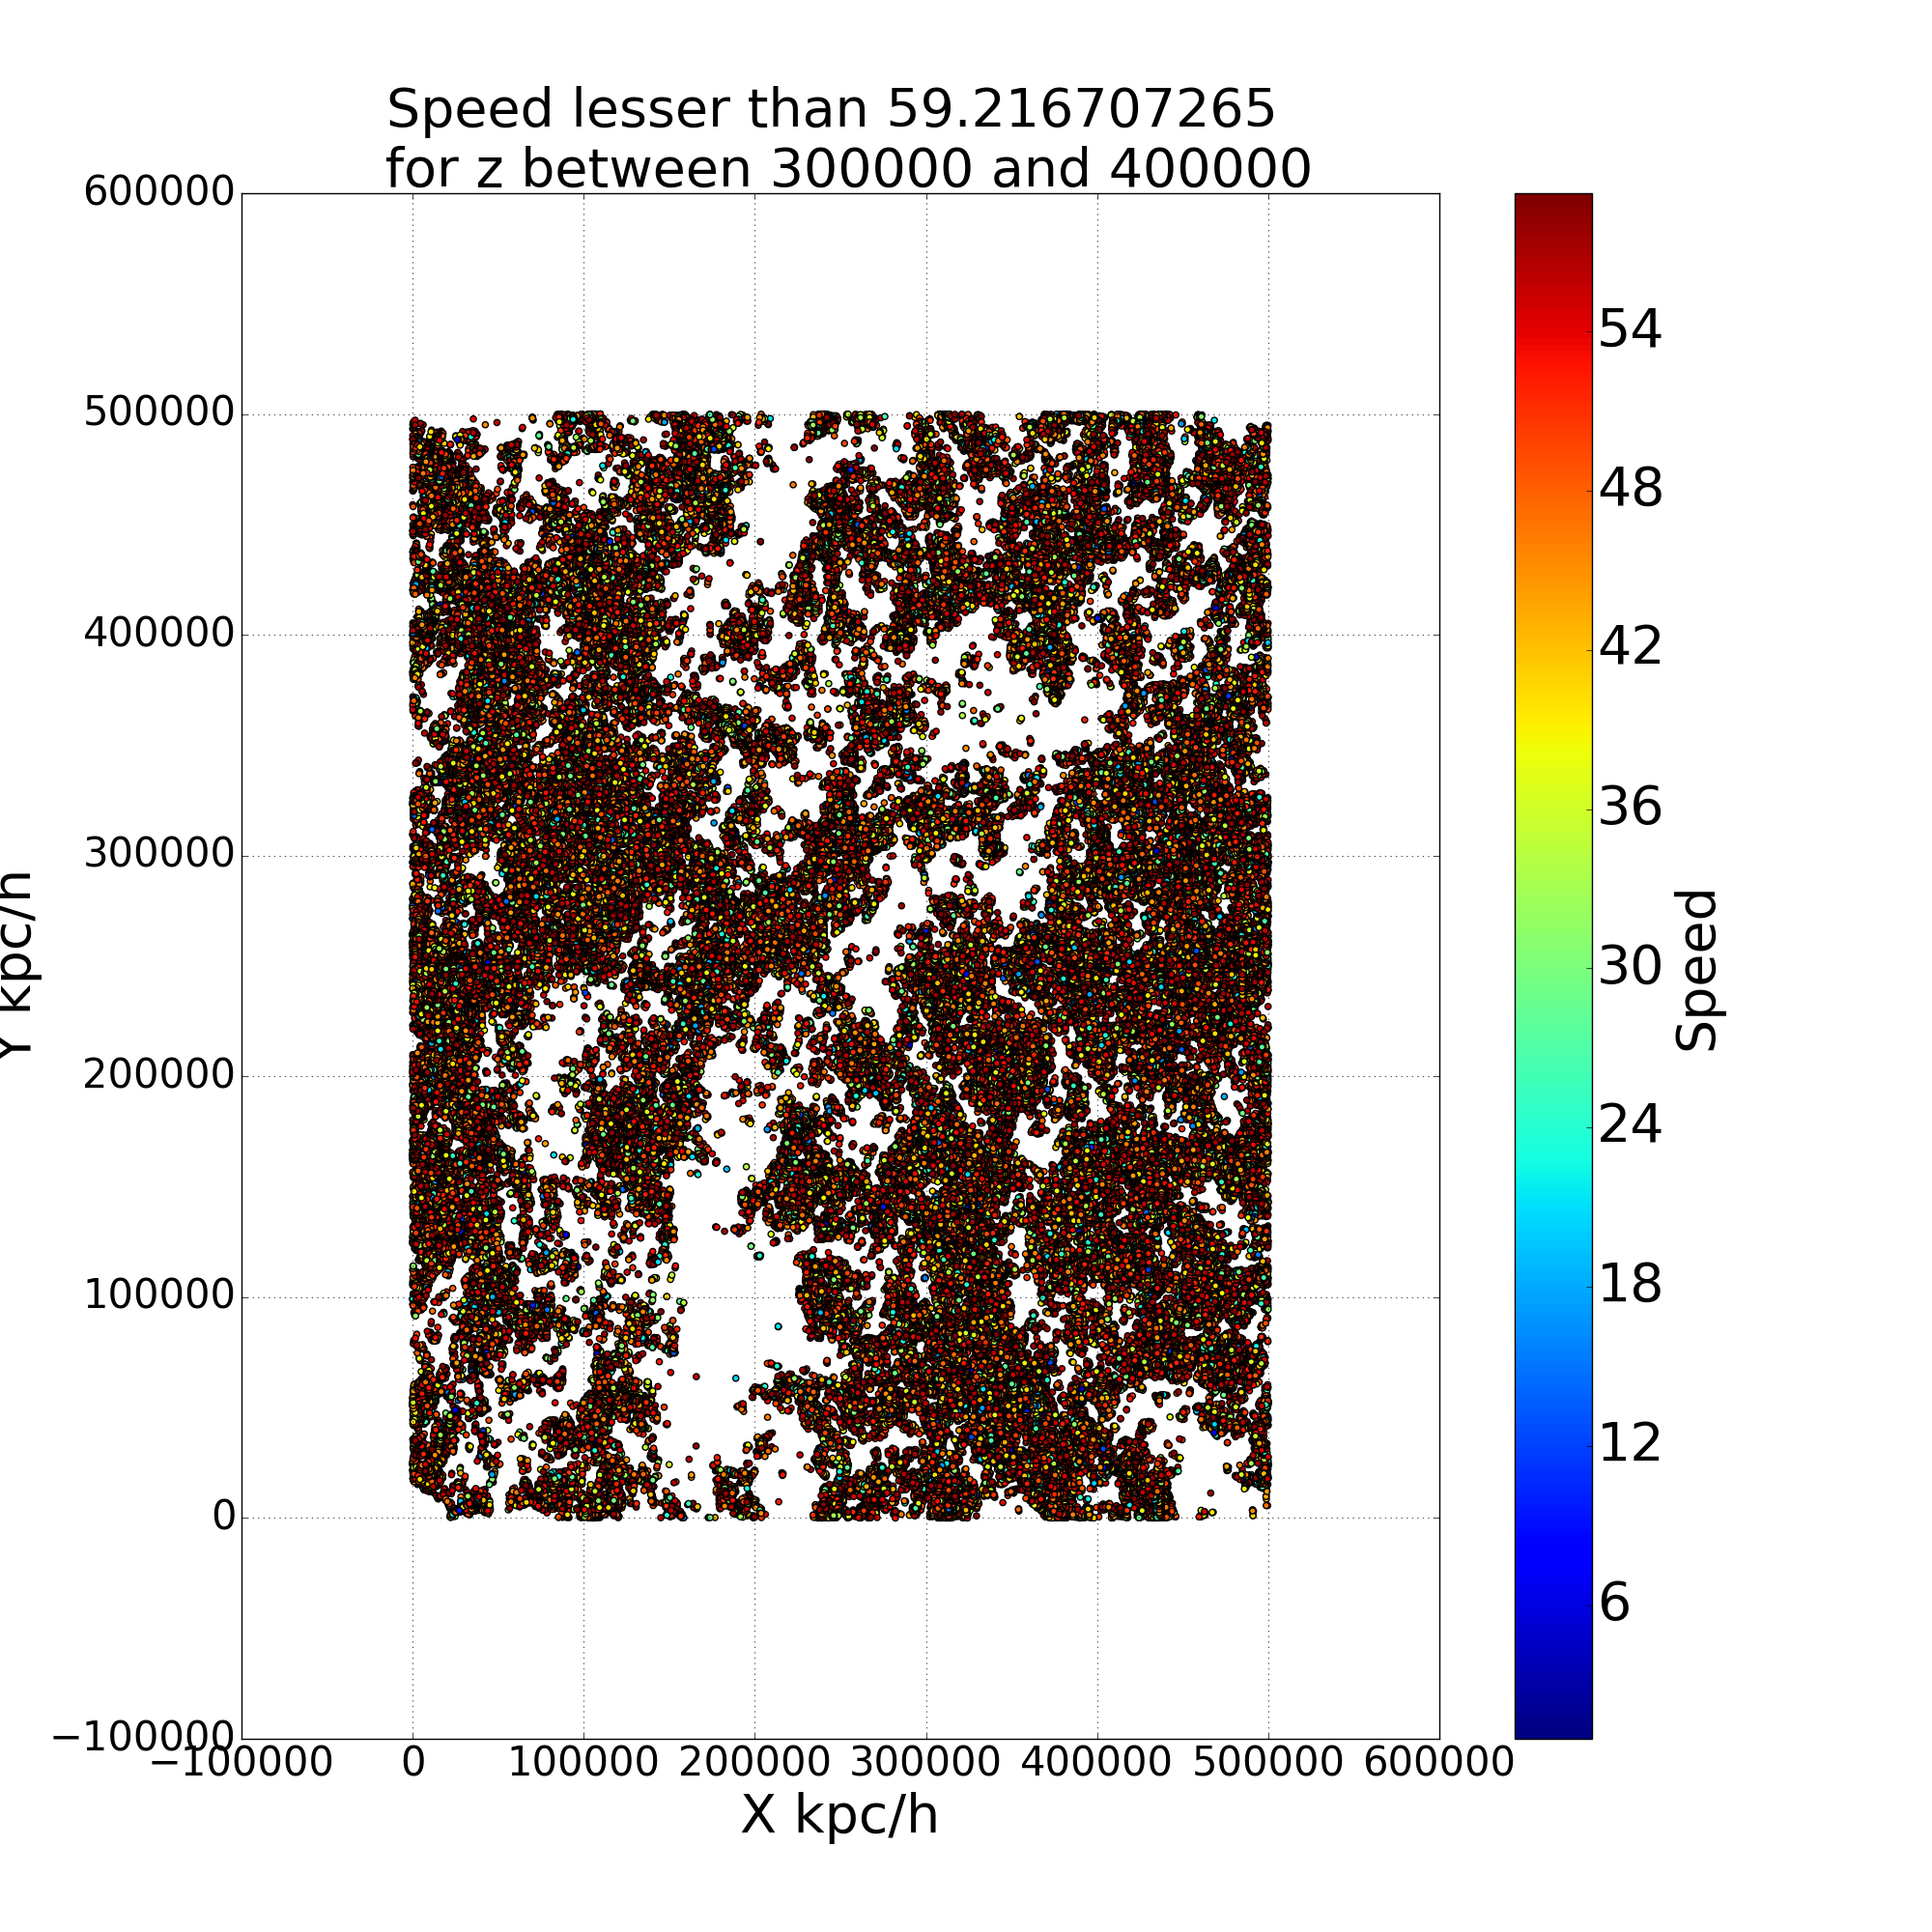 Speed lesser than 59.216707265
for z between 300000 and 400000
600000
500000
400000
300000
200000
100000
0
−100000
Y kpc/h
−100000 0 100000 200000 300000 400000 500000 600000
X kpc/h
54
48
42
36
30
24
18
12
6
Speed